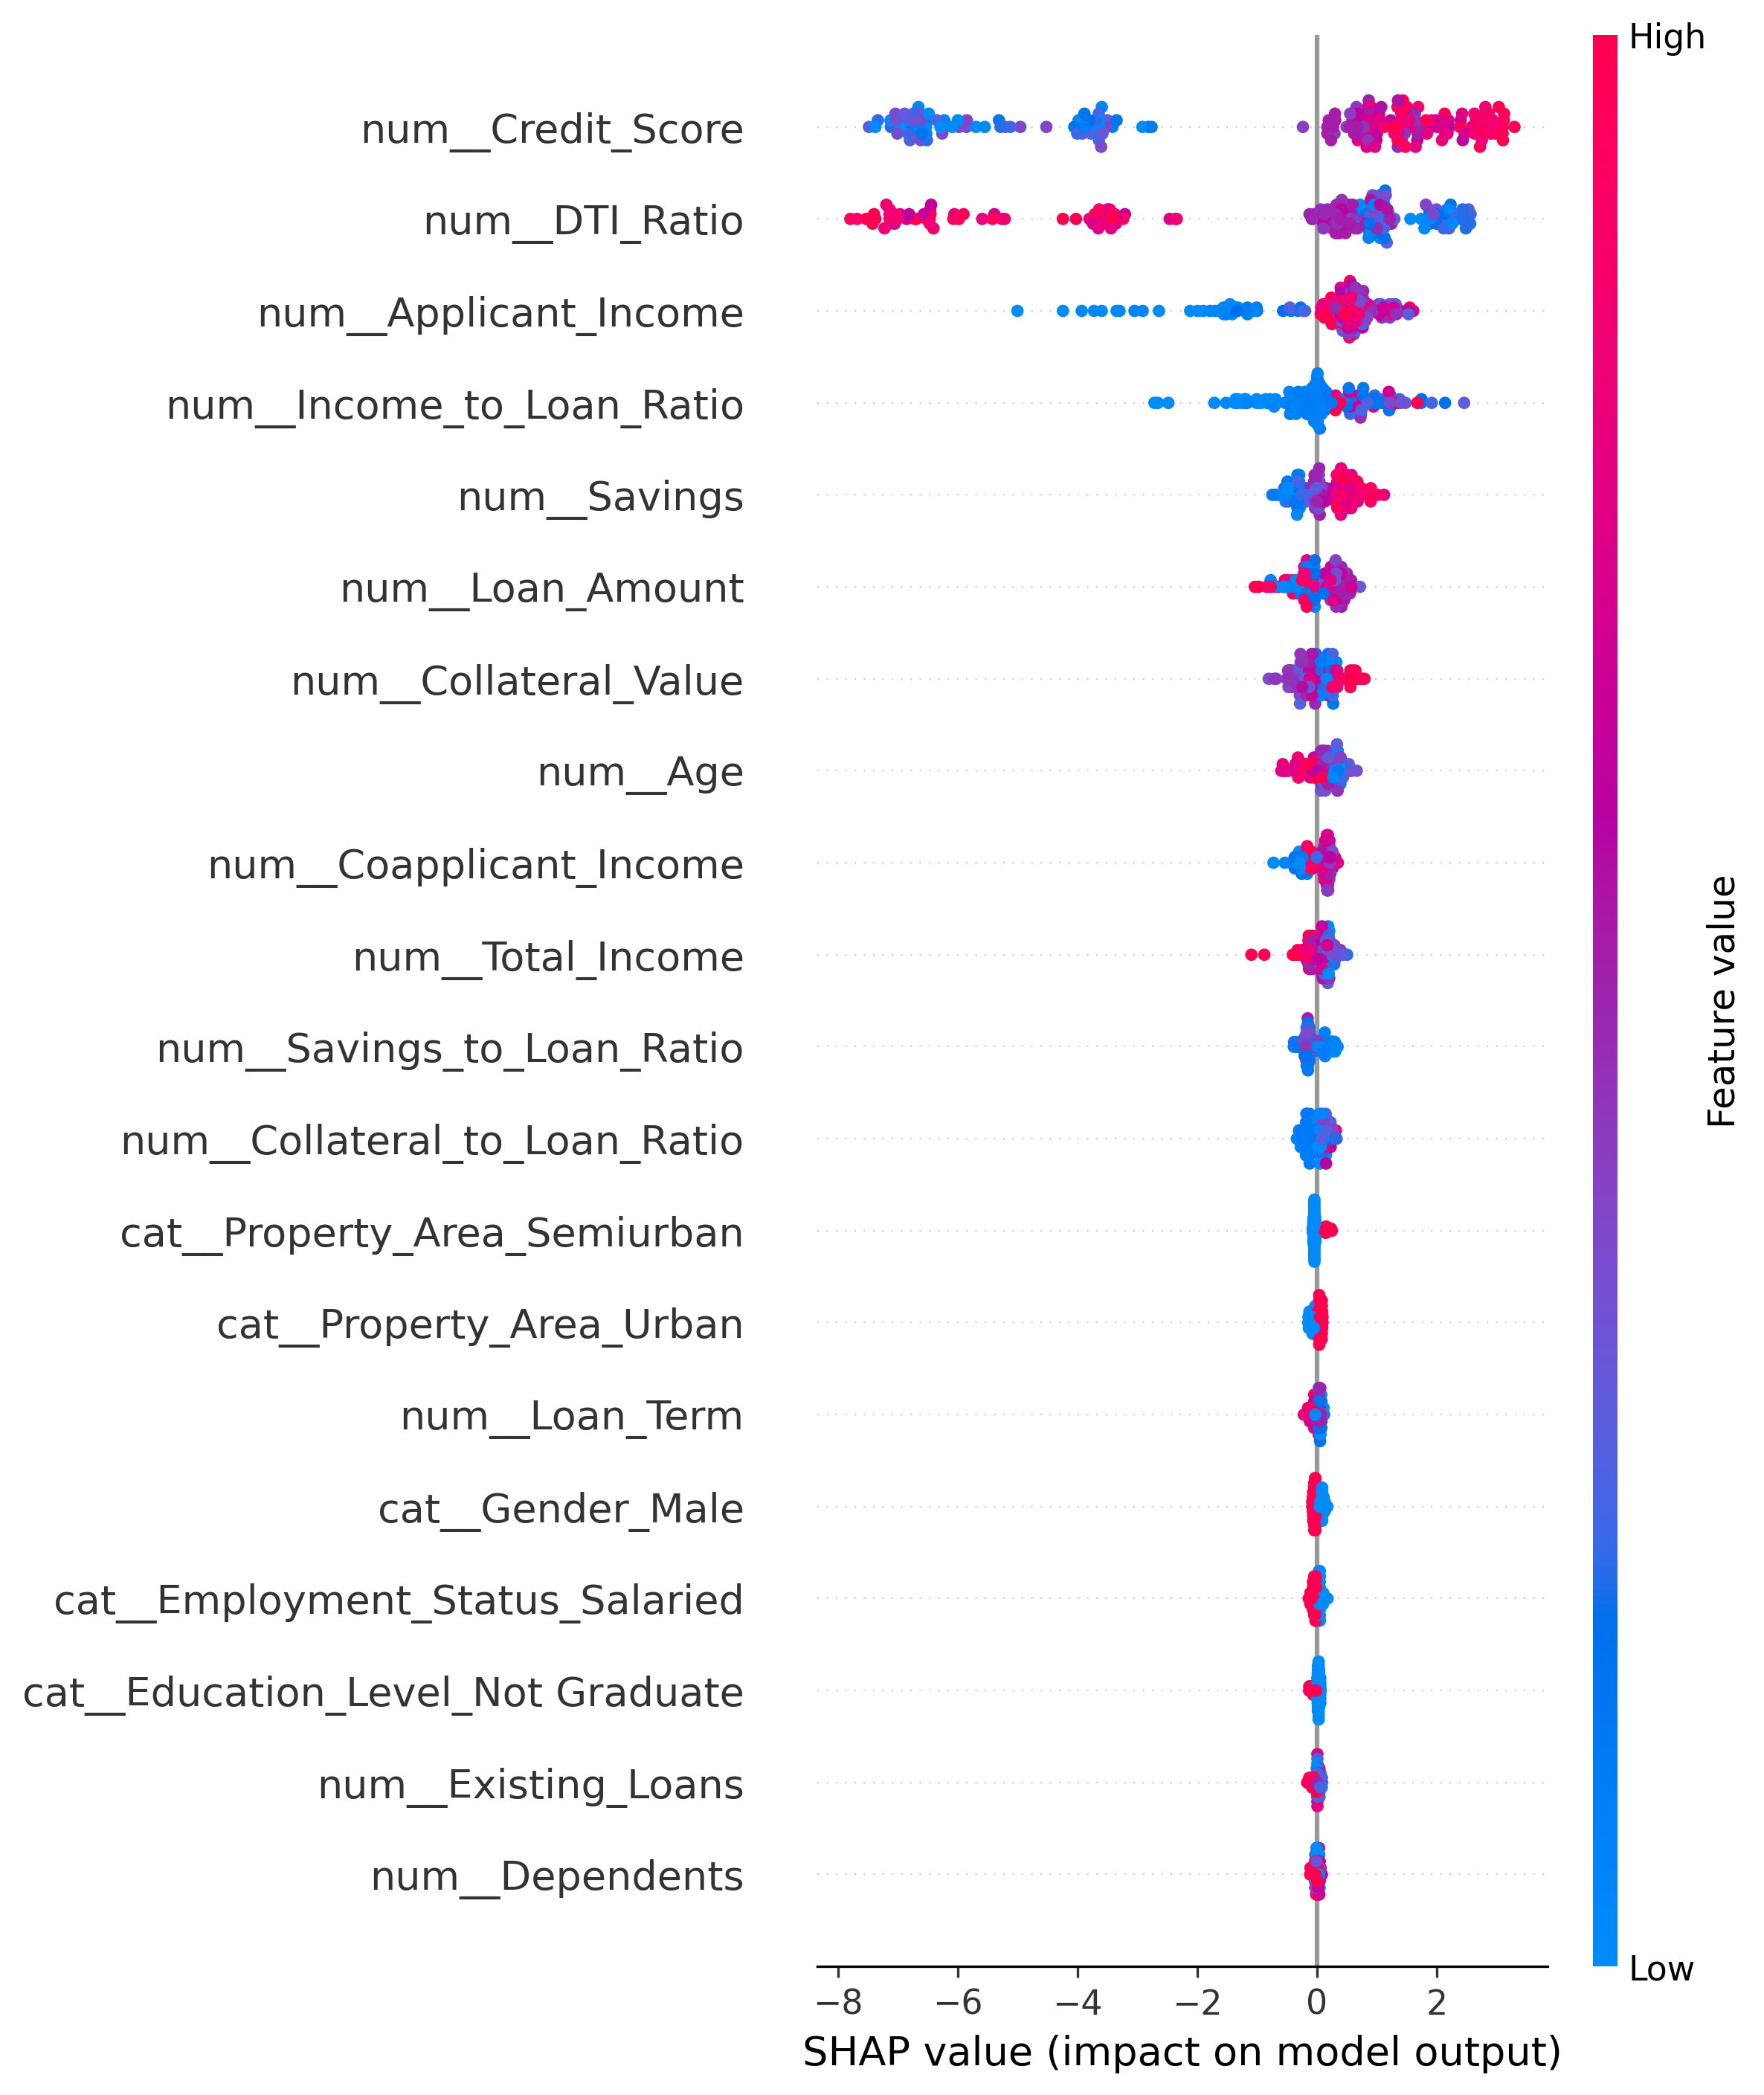 High
num__Credit_Score
num__DTI_Ratio
num__Applicant_Income
num__Income_to_Loan_Ratio
num__Savings
num__Loan_Amount
num__Collateral_Value
num__Age
num__Coapplicant_Income
num__Total_Income
num__Savings_to_Loan_Ratio
num__Collateral_to_Loan_Ratio
cat__Property_Area_Semiurban
cat__Property_Area_Urban
num__Loan_Term
cat__Gender_Male
cat__Employment_Status_Salaried
cat__Education_Level_Not Graduate
num__Existing_Loans
num__Dependents
Feature value
Low
−8 −6 −4 −2 0 2
SHAP value (impact on model output)